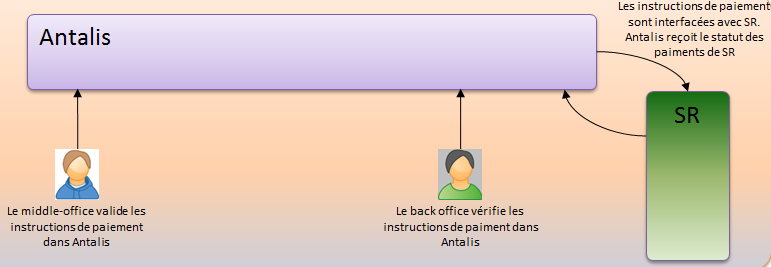 Les instructions de paiement
sont interfacées avec SR.
Antalis reçoit le statut des
paiments de SR
Antalis
SR
Le middle-office valide les
instructions de paiement
dans Antalis
Le back office vérifie les
instructions de paiment dans
Antalis